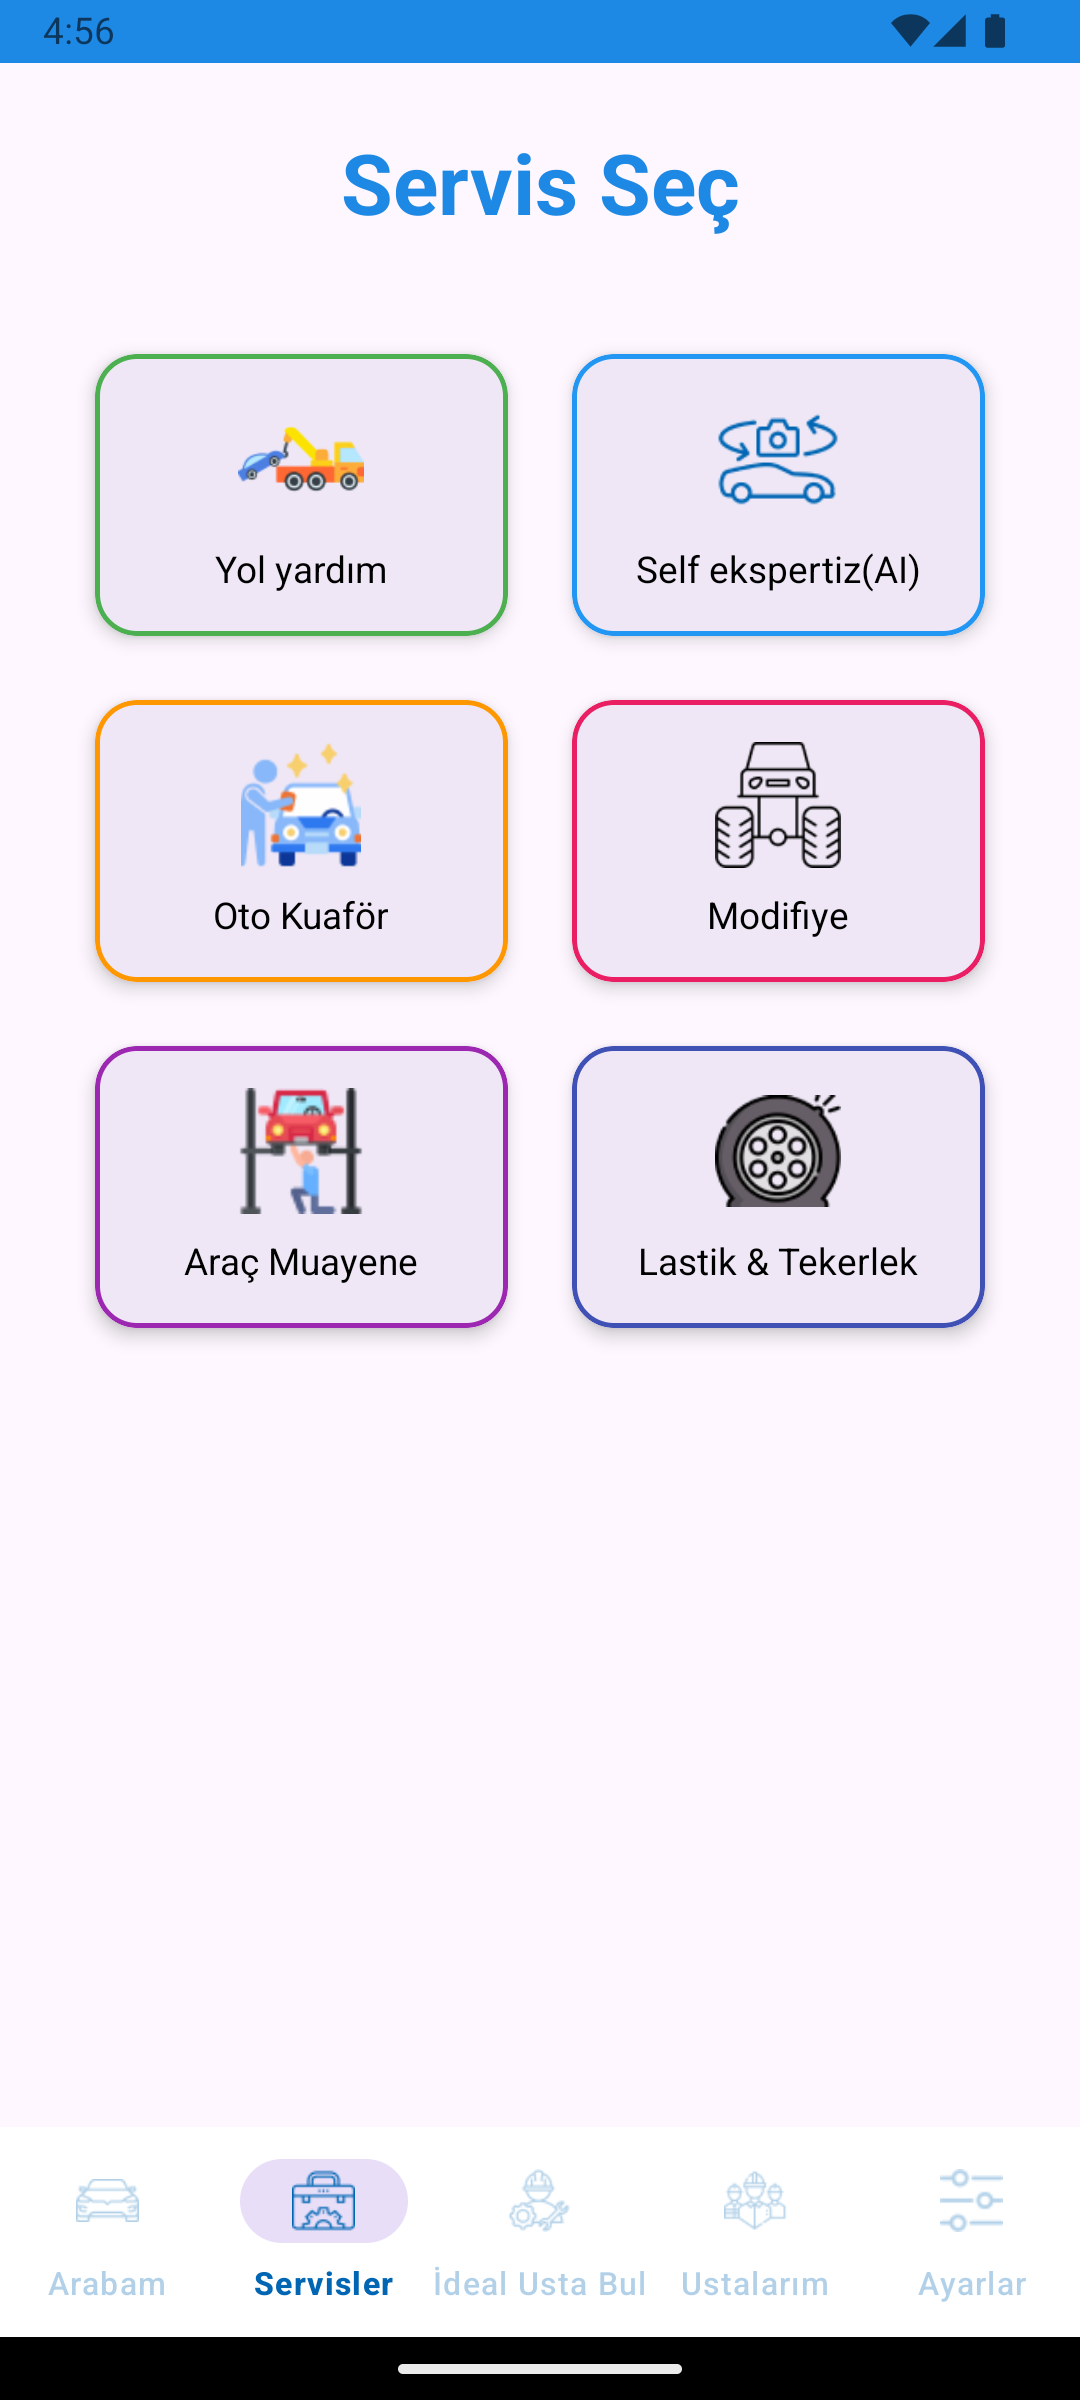 4:56
Servis Seç
Yol yardım
Self ekspertiz(AI)
Oto Kuaför
Modifiye
Araç Muayene
Lastik & Tekerlek
Arabam
Servisler
İdeal Usta Bul
Ustalarım
Ayarlar